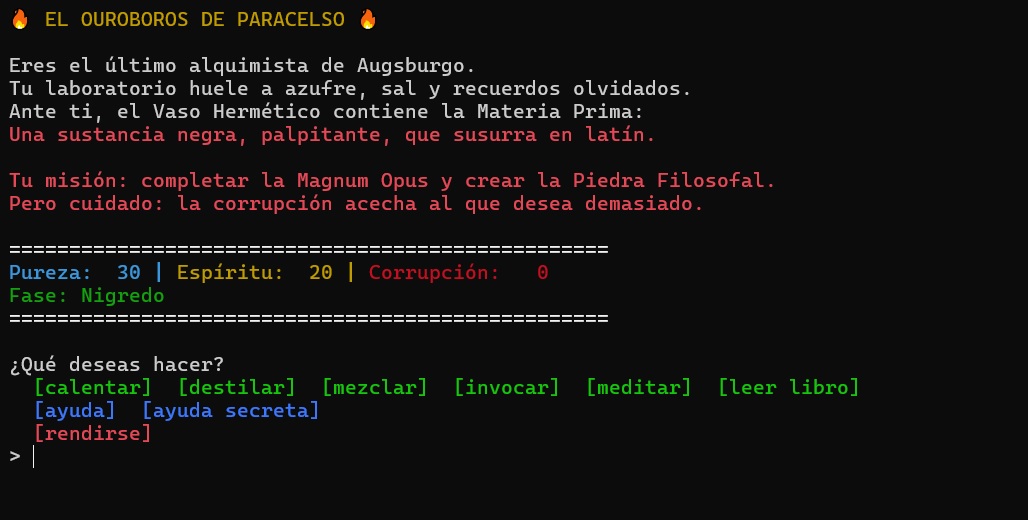 🔥 EL OUROBOROS DE PARACELSO 🔥
Eres el último alquimista de Augsburgo.
Tu laboratorio huele a azufre, sal y recuerdos olvidados.
Ante ti, el Vaso Hermético contiene la Materia Prima:
Una sustancia negra, palpitante, que susurra en latín.
Tu misión: completar la Magnum Opus y crear la Piedra Filosofal.
Pero cuidado: la corrupción acecha al que desea demasiado.
==================================================
Pureza:  30 | Espíritu:  20 | Corrupción:   0
Fase: Nigredo
==================================================
¿Qué deseas hacer?
[calentar]  [destilar]  [mezclar]  [invocar]  [meditar]  [leer libro]
[ayuda]  [ayuda secreta]
[rendirse]
>